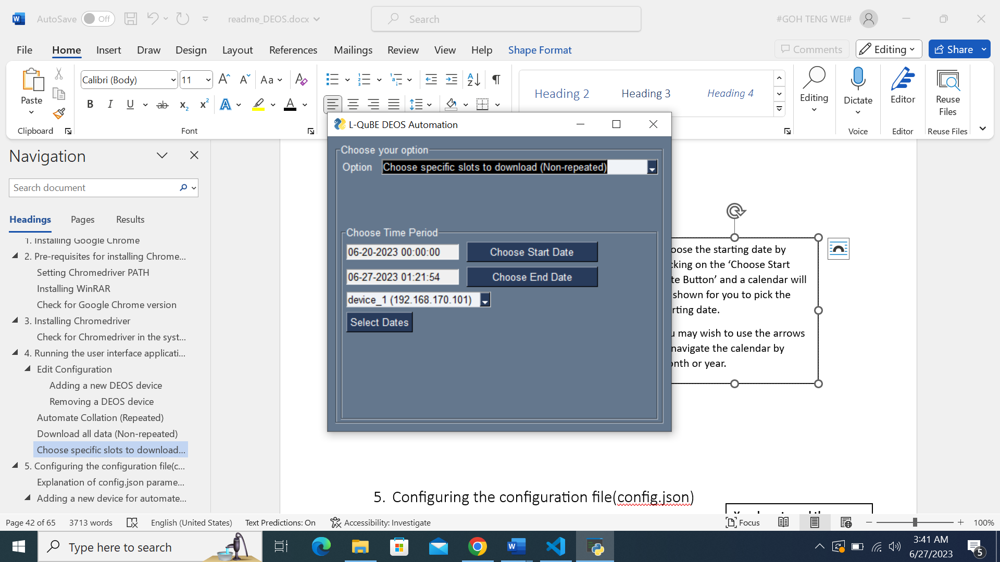 AutoSave Off readme_DEOS.docx Search #GOH TENG WEI#
File Home Insert Draw Design Layout References Mailings Review View Help Shape Format Comments Editing Share
Paste
Calibri (Body) 11
Heading 2 Heading 3 Heading 4
Editing Dictate Editor Reuse Files
Clipboard Font Voice Editor Reuse Files
L-QuBE DEOS Automation
Choose your option
Option Choose specific slots to download (Non-repeated)
Choose Time Period
06-20-2023 00:00:00 Choose Start Date
06-27-2023 01:21:54 Choose End Date
device_1 (192.168.170.101)
Select Dates
Navigation
Search document
Headings Pages Results
1. Installing Google Chrome
2. Pre-requisites for installing Chrome...
Setting Chromedriver PATH
Installing WinRAR
Check for Google Chrome version
3. Installing Chromedriver
Check for Chromedriver in the syst...
4. Running the user interface applicati...
Edit Configuration
Adding a new DEOS device
Removing a DEOS device
Automate Collation (Repeated)
Download all data (Non-repeated)
Choose specific slots to download...
5. Configuring the configuration file(c...
Explanation of config.json parame...
Adding a new device for automate...
oose the starting date by
cking on the ‘Choose Start
te Button’ and a calendar will
shown for you to pick the
rting date.
u may wish to use the arrows
navigate the calendar by
onth or year.
5. Configuring the configuration file(config.json)
Page 42 of 65 3713 words English (United States) Text Predictions: On Accessibility: Investigate Focus 100%
Type here to search
3:41 AM
6/27/2023
5